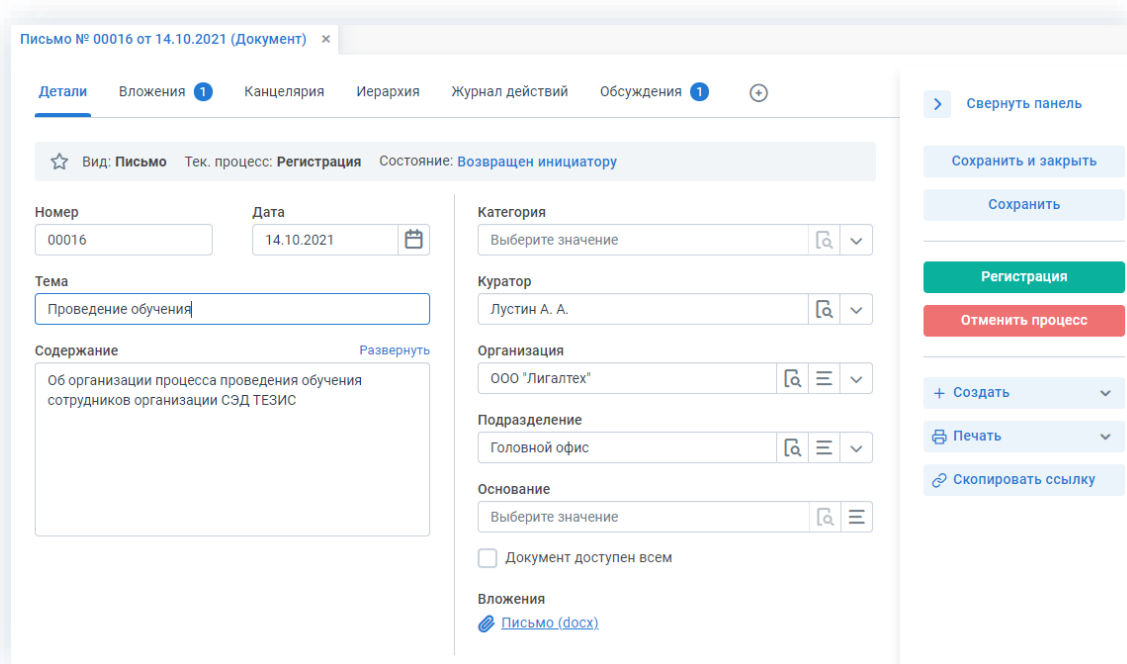 Письмо № 00016 от 14.10.2021 (Документ) ×
Детали Вложения 1 Канцелярия Иерархия Журнал действий Обсуждения 1
Вид: Письмо Тек. процесс: Регистрация Состояние: Возвращен инициатору
Номер Дата
00016 14.10.2021
Тема
Проведение обучения
Содержание Развернуть
Об организации процесса проведения обучения
сотрудников организации СЭД ТЕЗИС
Категория
Выберите значение
Куратор
Лустин А. А.
Организация
ООО "Лигалтех"
Подразделение
Головной офис
Основание
Выберите значение
Документ доступен всем
Вложения
Письмо (docx)
Свернуть панель
Сохранить и закрыть
Сохранить
Регистрация
Отменить процесс
+ Создать
Печать
Скопировать ссылку